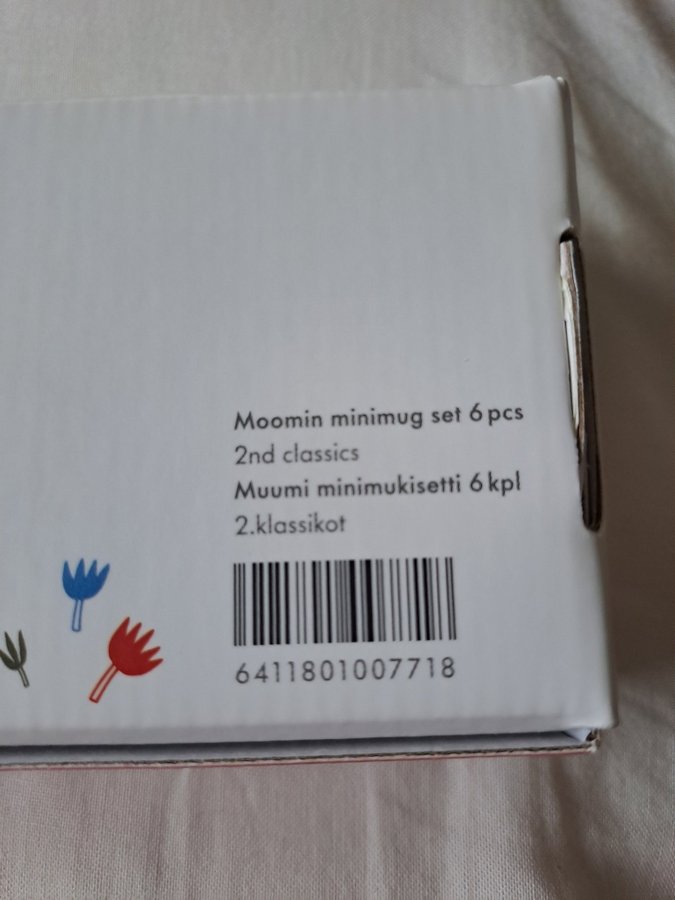 Moomin minimug set 6 pcs
2nd classics
Muumi minimukisetti 6 kpl
2.klassikot
6411801007718